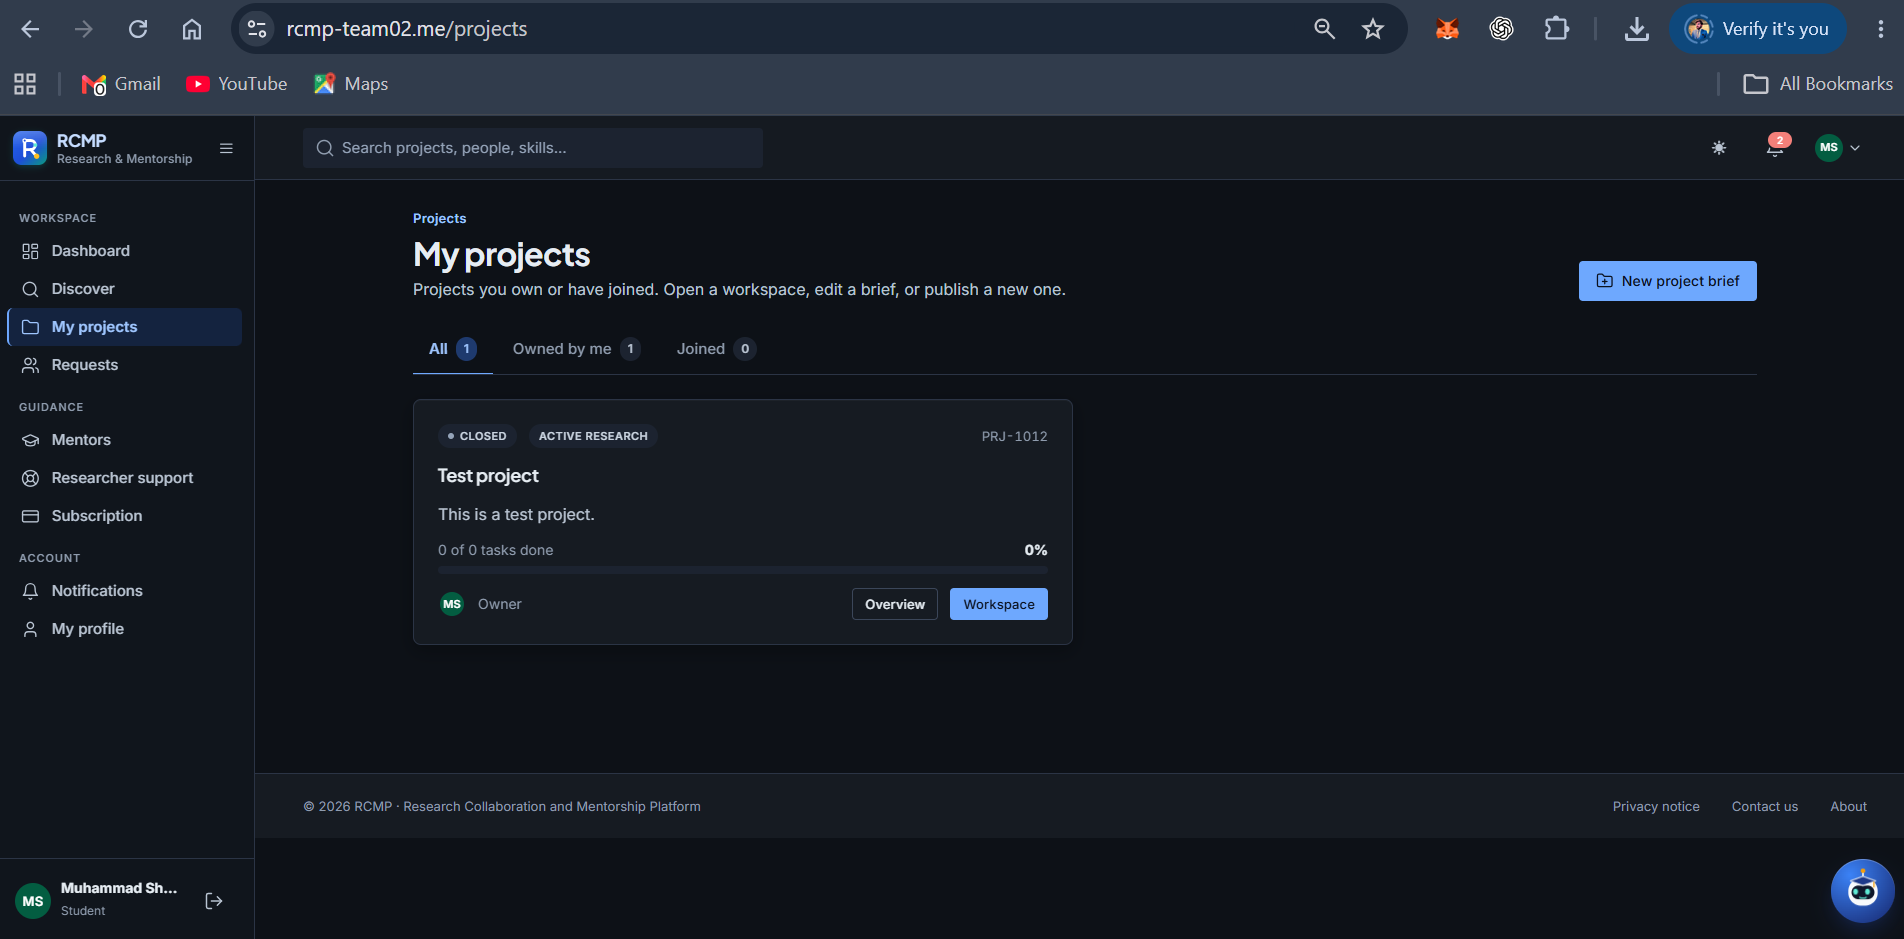 rcmp-team02.me/projects
Verify it's you
Gmail
YouTube
Maps
All Bookmarks
RCMP
Research & Mentorship
Search projects, people, skills...
2
MS
WORKSPACE
Dashboard
Discover
My projects
Requests
GUIDANCE
Mentors
Researcher support
Subscription
ACCOUNT
Notifications
My profile
Muhammad Sh...
MS
Student
Projects
My projects
Projects you own or have joined. Open a workspace, edit a brief, or publish a new one.
New project brief
All 1
Owned by me 1
Joined 0
CLOSED
ACTIVE RESEARCH
PRJ-1012
Test project
This is a test project.
0 of 0 tasks done
0%
MS
Owner
Overview
Workspace
© 2026 RCMP · Research Collaboration and Mentorship Platform
Privacy notice
Contact us
About